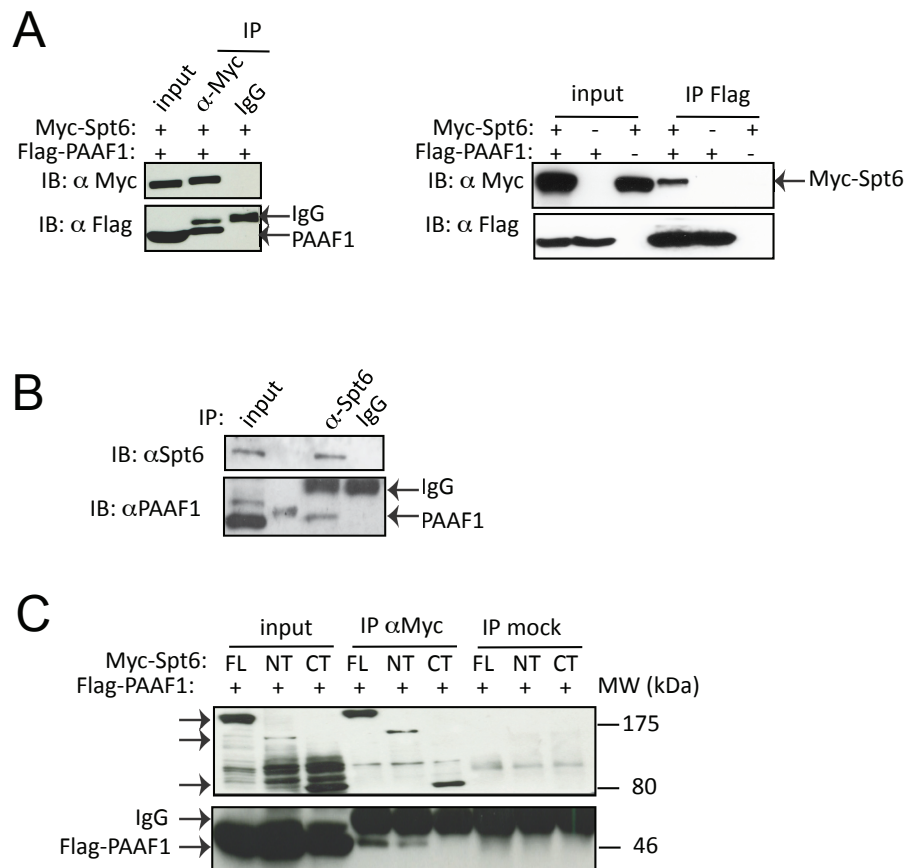 A
IP
input α-Myc IgG
Myc-Spt6: + + +
Flag-PAAF1: + + +
IB: α Myc
IB: α Flag
IgG
PAAF1
input IP Flag
Myc-Spt6: + - + + - +
Flag-PAAF1: + + - + + -
IB: α Myc
Myc-Spt6
IB: α Flag
B
IP: input α-Spt6 IgG
IB: αSpt6
IB: αPAAF1
IgG
PAAF1
C
input IP αMyc IP mock
Myc-Spt6: FL NT CT FL NT CT FL NT CT
Flag-PAAF1: + + + + + + + + + MW (kDa)
175
80
IgG
Flag-PAAF1
46